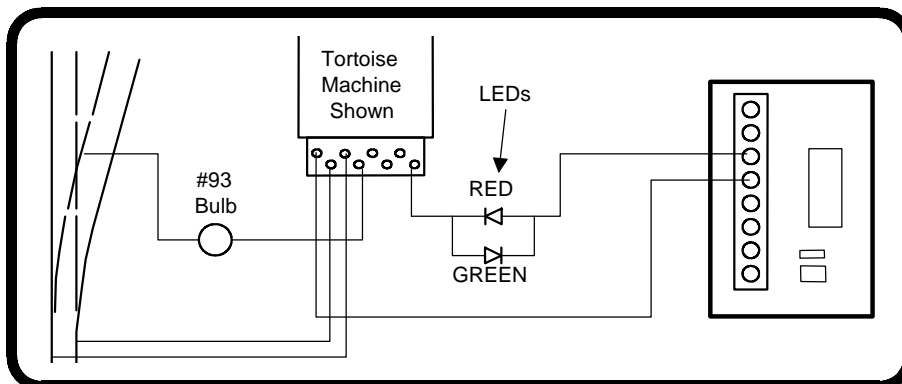 Tortoise
Machine
Shown
LEDs
#93
Bulb
RED
GREEN